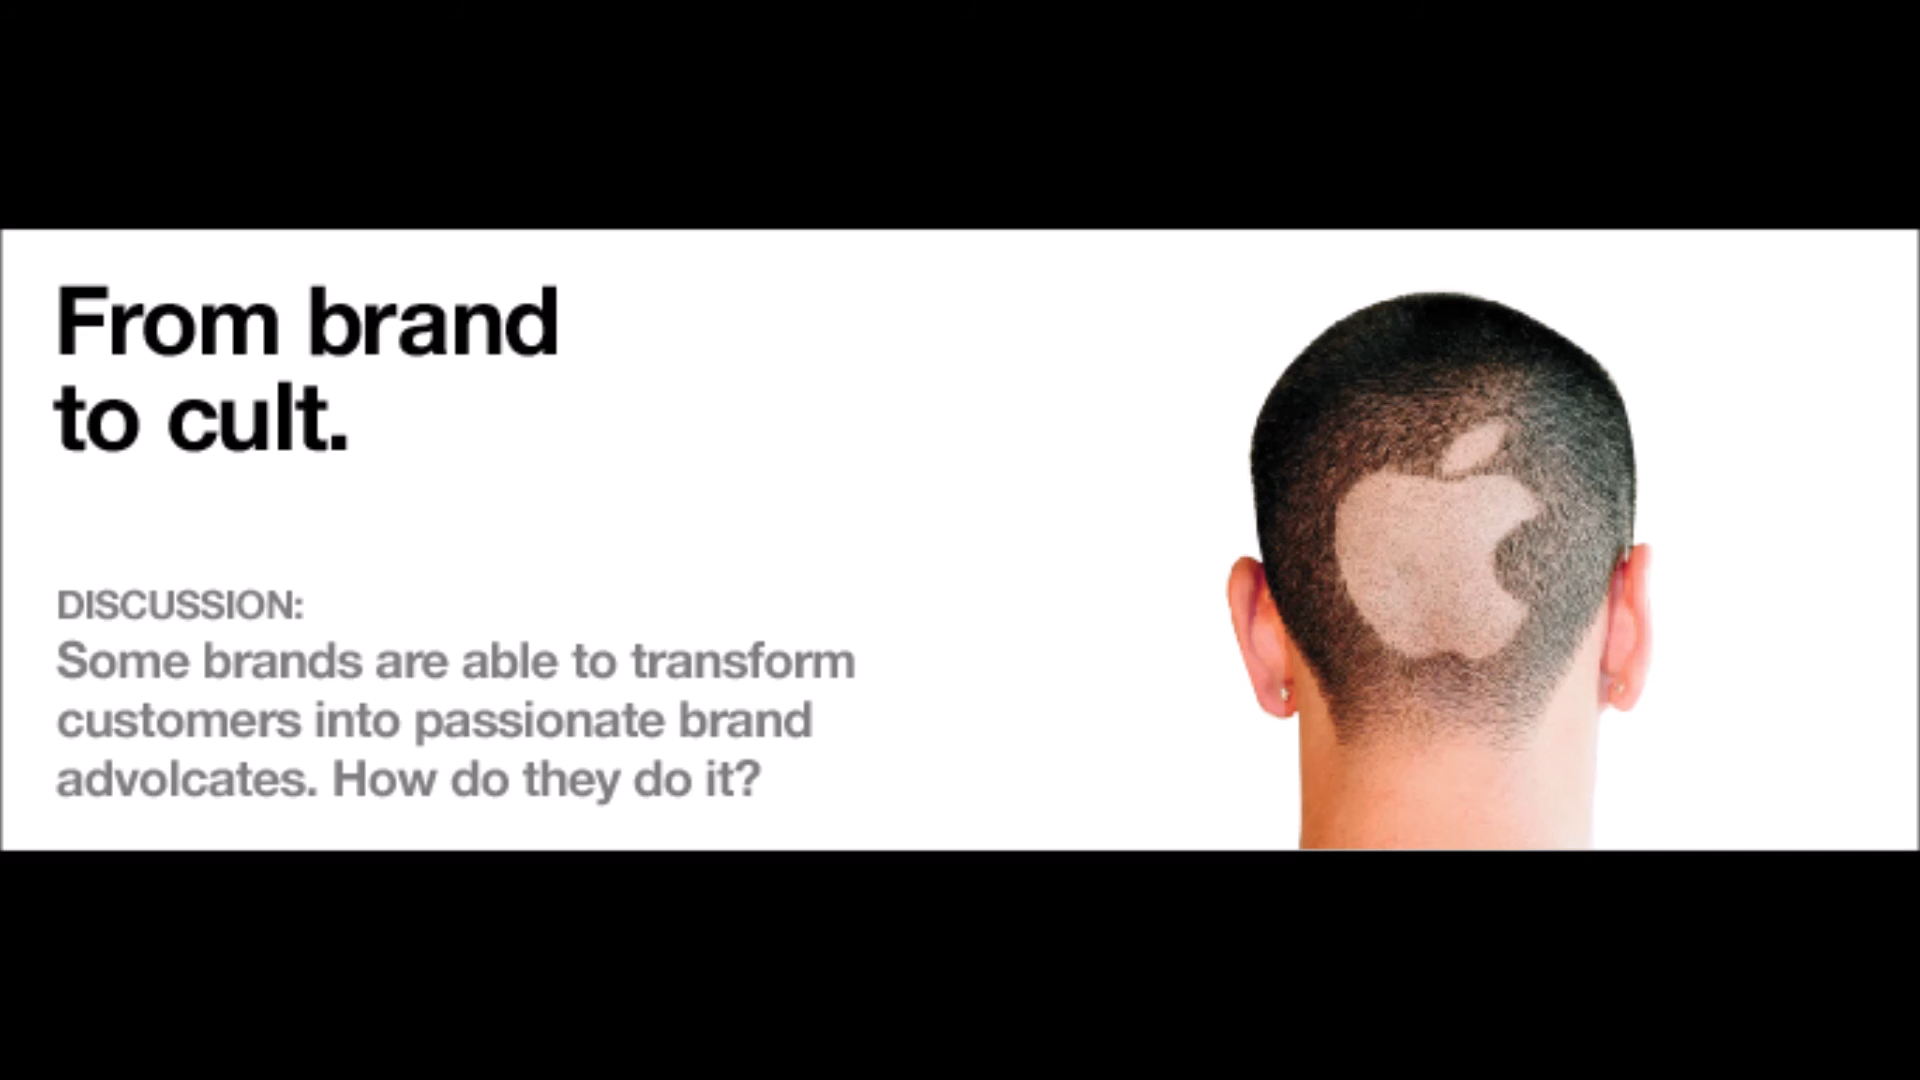 From brand
to cult.
DISCUSSION:
Some brands are able to transform
customers into passionate brand
advolcates. How do they do it?